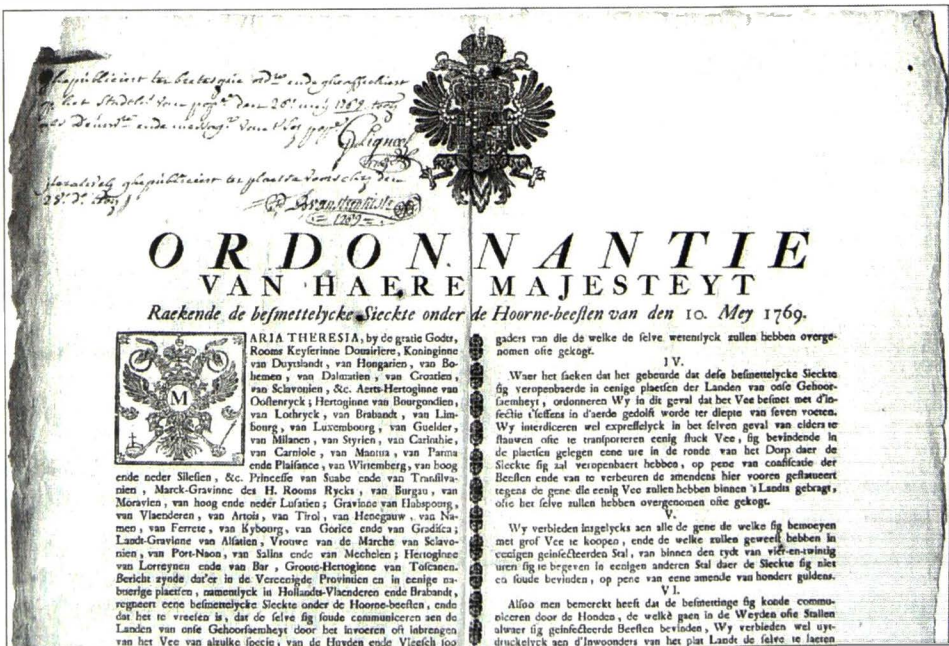 ghepubliceert ter bretesque
op het
28
1769
ORDONNANTIE
VAN HAERE MAJESTEYT
Raekende de besmettelycke Sieckte onder de Hoorne-beesten van den 10. Mey 1769.
M
ARIA THERESIA, by de gratie Godts,
Rooms Keyserinne Douairiere, Koninginne
van Duytslandt, van Hungarien, van Bo-
hemen, van Dalmatien, van Croatien,
van Sclavonien, &c. Aerts-Hertoginne van
Oostenryck; Hertoginne van Bourgondien,
van Lothryck, van Brabandt, van Lim-
bourg, van Luxembourg, van Guelder,
van Milanen, van Styrien, van Carinthie,
van Carniole, van Mantua, van Parma
ende Plaisance, van Wirtemberg, van hoog
ende neder Silesien, &c. Princesse van Suabe ende van Transilva-
nien, Marck-Gravinne des H. Rooms Rycks, van Burgau, van
Moravien, van hoog ende neder Lusatien; Gravinne van Habspourg,
van Vlaenderen, van Artois, van Tirol, van Henegauw, van Na-
men, van Ferrete, van Kybourg, van Gorice ende van Gradisca;
Landt-Gravinne van Alsatien, Vrouwe van de Marche van Sclavo-
nien, van Port-Naon, van Salins ende van Mechelen; Hertoginne
van Lorreynen ende van Bar, Groote-Hertoginne van Toscanen.
Bericht zynde dat'er in de Vereenigde Provincien en in eenige na-
buerige plaetsen, namentlyck in Hollandts-Vlaenderen ende Brabandt,
regneert eene besmettelycke Sieckte onder de Hoorne-beesten, ende
dat het te vreesen is, dat de selve sig soude communiceren aen de
Landen van onse Gehoorsaemheyt door het invoeren oft inbrengen
van het Vee van alsulke specie, van de Huyden ende Vleesch soo
gaders van die de welke de selve wetentlyck zullen hebben overge-
nomen ofte gekogt.
IV.
Waer het saeken dat het gebeurde dat dese besmettelycke Sieckte
sig veropenbaerde in eenige plaetsen der Landen van onse Gehoor-
saemheyt, ordonneren Wy in dit geval dat het Vee besmet met d'in-
fectie t'seffens in d'aerde gedolft worde ter diepte van seven voeten.
Wy interdiceren wel expresselyck in het selven geval van elders te
stauwen ofte te transporteren eenig stuck Vee, sig bevindende in
de plaetsen gelegen eene ure in de ronde van het Dorp daer de
Sieckte sig zal veropenbaert hebben, op pene van confiscatie der
Beesten ende van te verbeuren de amendens hier vooren gestatueert
tegens de gene die eenig Vee zullen hebben binnen 's Landts gebragt,
ofte het selve zullen hebben overgenomen ofte gekogt.
V.
Wy verbieden insgelycks aen alle de gene de welke sig bemoeyen
met grof Vee te koopen, ende de welke zullen geweest hebben in
eenigen geinfecteerden Stal, van binnen den tyck van vier-en-twintig
uren sig te begeven in eenigen anderen Stal daer de Sieckte sig niet
en soude bevinden, op pene van eene amende van hondert guldens.
VI.
Alsoo men bemerckt heeft dat de besmettinge sig konde commu-
niceren door de Honden, de welke gaen in de Weyden ofte Stallen
alwaer sig geinfecteerde Beesten bevinden, Wy verbieden wel uyt-
druckelyck aen d'Inwoonders van het plat Landt de selve te laeten